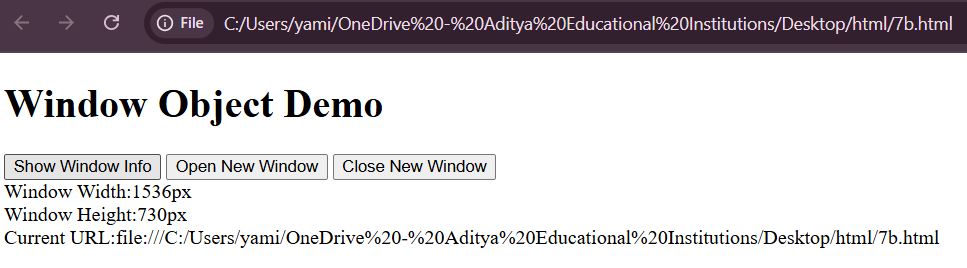 File C:/Users/yami/OneDrive%20-%20Aditya%20Educational%20Institutions/Desktop/html/7b.html
Window Object Demo
Show Window Info Open New Window Close New Window
Window Width:1536px
Window Height:730px
Current URL:file:///C:/Users/yami/OneDrive%20-%20Aditya%20Educational%20Institutions/Desktop/html/7b.html